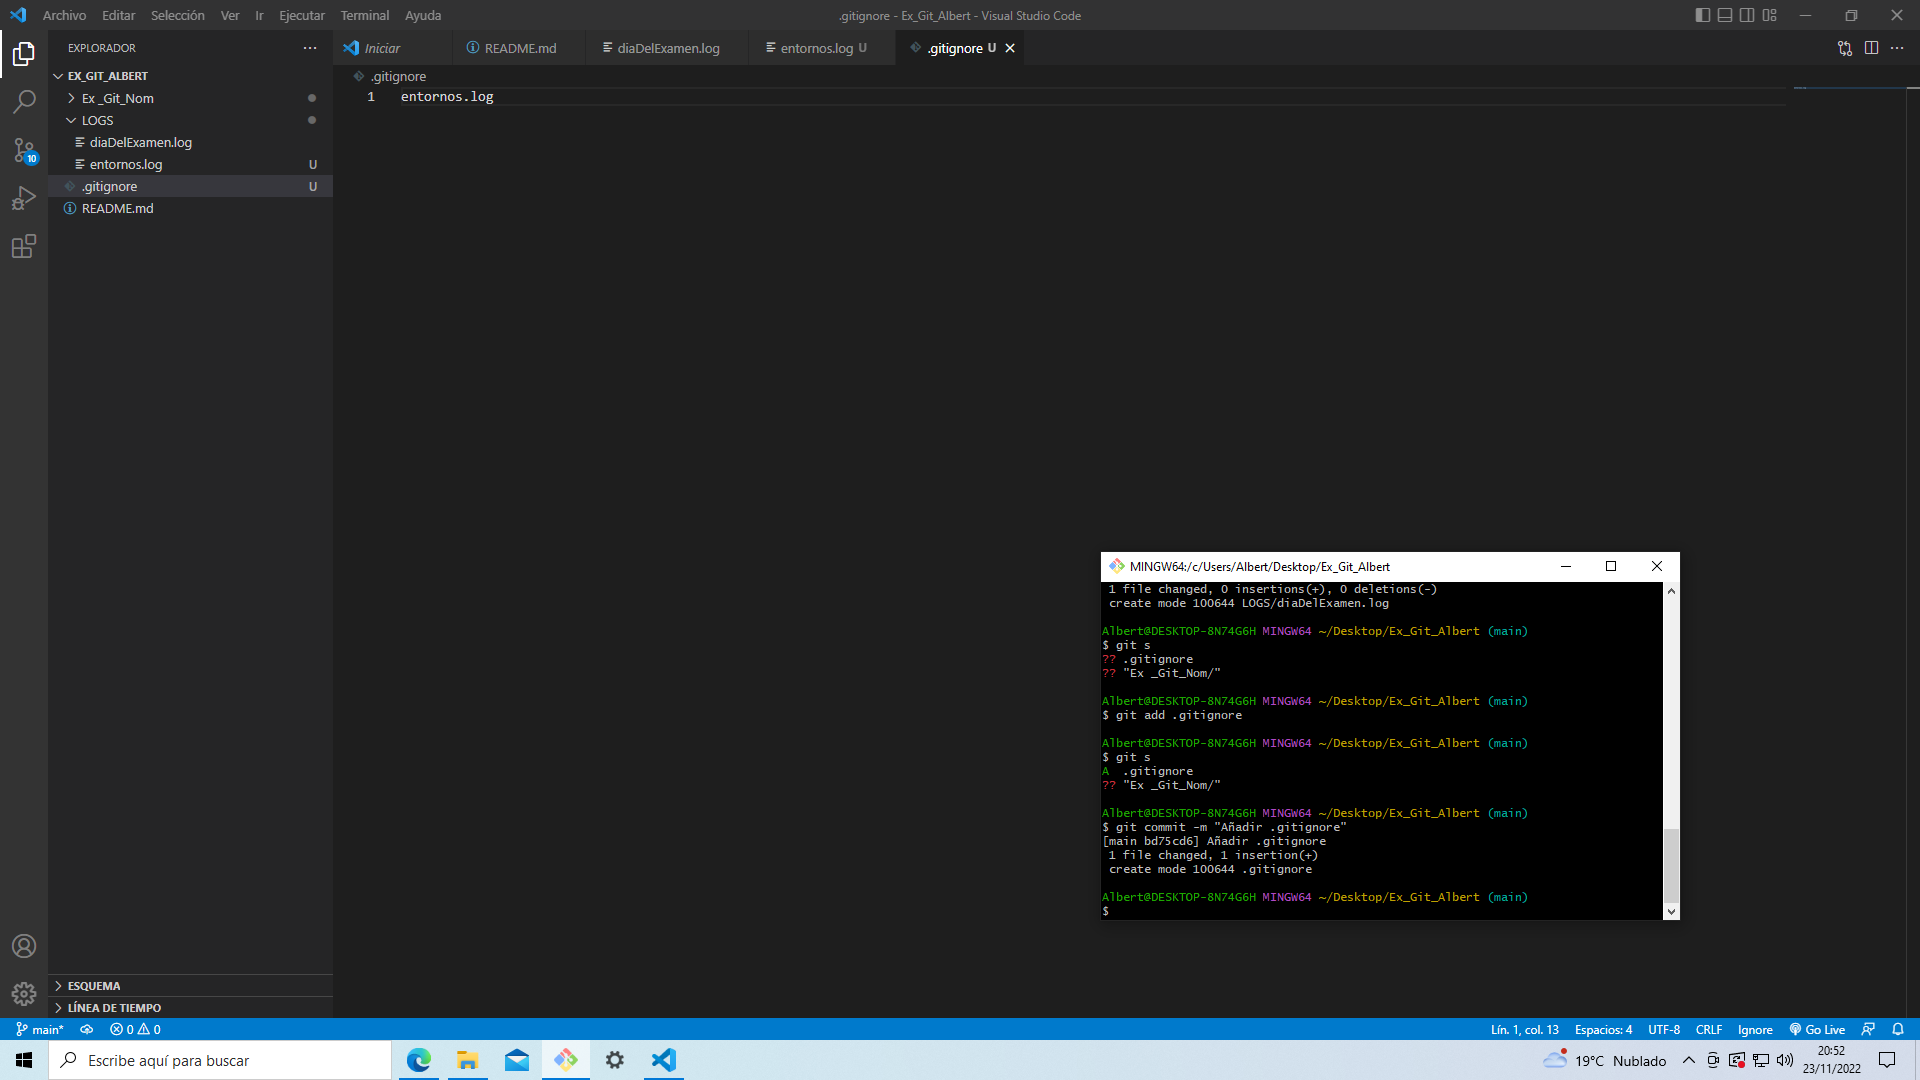 Archivo Editar Selección Ver Ir Ejecutar Terminal Ayuda
.gitignore - Ex_Git_Albert - Visual Studio Code
EXPLORADOR
Iniciar
README.md
diaDelExamen.log
entornos.log U
.gitignore U
EX_GIT_ALBERT
Ex _Git_Nom
LOGS
diaDelExamen.log
entornos.log U
.gitignore U
README.md
10
.gitignore
1 entornos.log
MINGW64:/c/Users/Albert/Desktop/Ex_Git_Albert
1 file changed, 0 insertions(+), 0 deletions(-)
create mode 100644 LOGS/diaDelExamen.log
Albert@DESKTOP-8N74G6H MINGW64 ~/Desktop/Ex_Git_Albert (main)
$ git s
?? .gitignore
?? "Ex _Git_Nom/"
Albert@DESKTOP-8N74G6H MINGW64 ~/Desktop/Ex_Git_Albert (main)
$ git add .gitignore
Albert@DESKTOP-8N74G6H MINGW64 ~/Desktop/Ex_Git_Albert (main)
$ git s
A .gitignore
?? "Ex _Git_Nom/"
Albert@DESKTOP-8N74G6H MINGW64 ~/Desktop/Ex_Git_Albert (main)
$ git commit -m "Añadir .gitignore"
[main bd75cd6] Añadir .gitignore
1 file changed, 1 insertion(+)
create mode 100644 .gitignore
Albert@DESKTOP-8N74G6H MINGW64 ~/Desktop/Ex_Git_Albert (main)
$
ESQUEMA
LÍNEA DE TIEMPO
main* 0 0
Lín. 1, col. 13 Espacios: 4 UTF-8 CRLF Ignore Go Live
Escribe aquí para buscar
19°C Nublado
20:52
23/11/2022